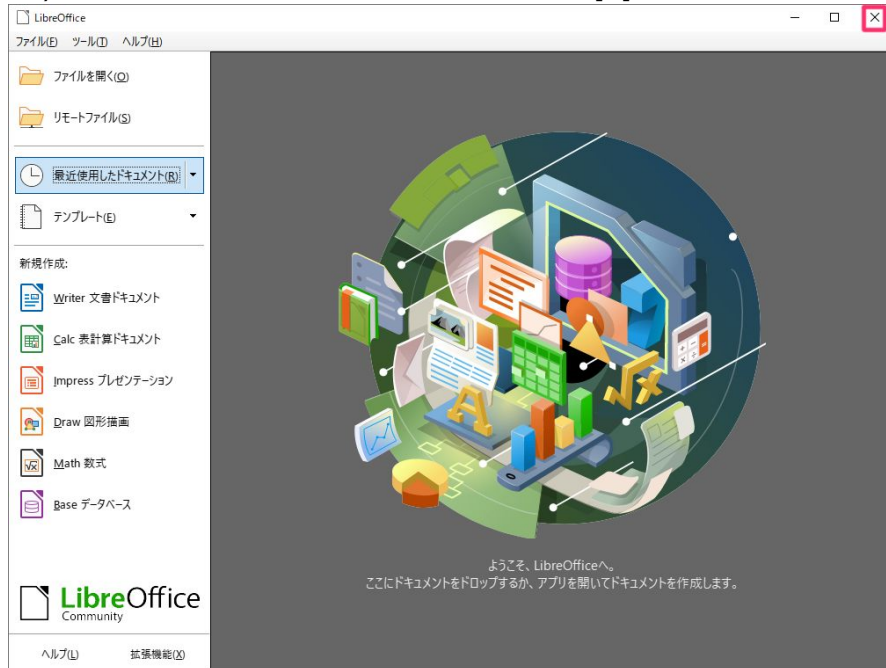 LibreOffice
ファイル(F) ツール(T) ヘルプ(H)
ファイルを開く(O)
リモートファイル(S)
最近使用したドキュメント(R)
テンプレート(E)
新規作成:
Writer 文書ドキュメント
Calc 表計算ドキュメント
Impress プレゼンテーション
Draw 図形描画
Math 数式
Base データベース
LibreOffice
Community
ヘルプ(L) 拡張機能(X)
ようこそ、LibreOfficeへ。
ここにドキュメントをドロップするか、アプリを開いてドキュメントを作成します。